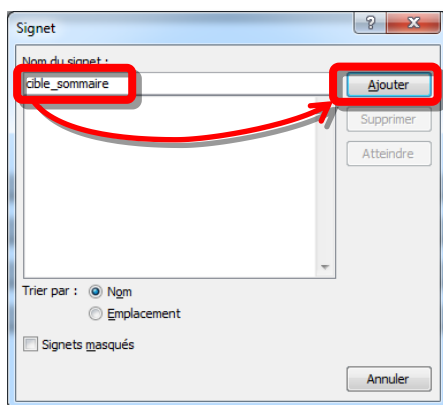 Signet
Nom du signet :
cible_sommaire
Ajouter
Supprimer
Atteindre
Trier par : Nom
Emplacement
Signets masqués
Annuler